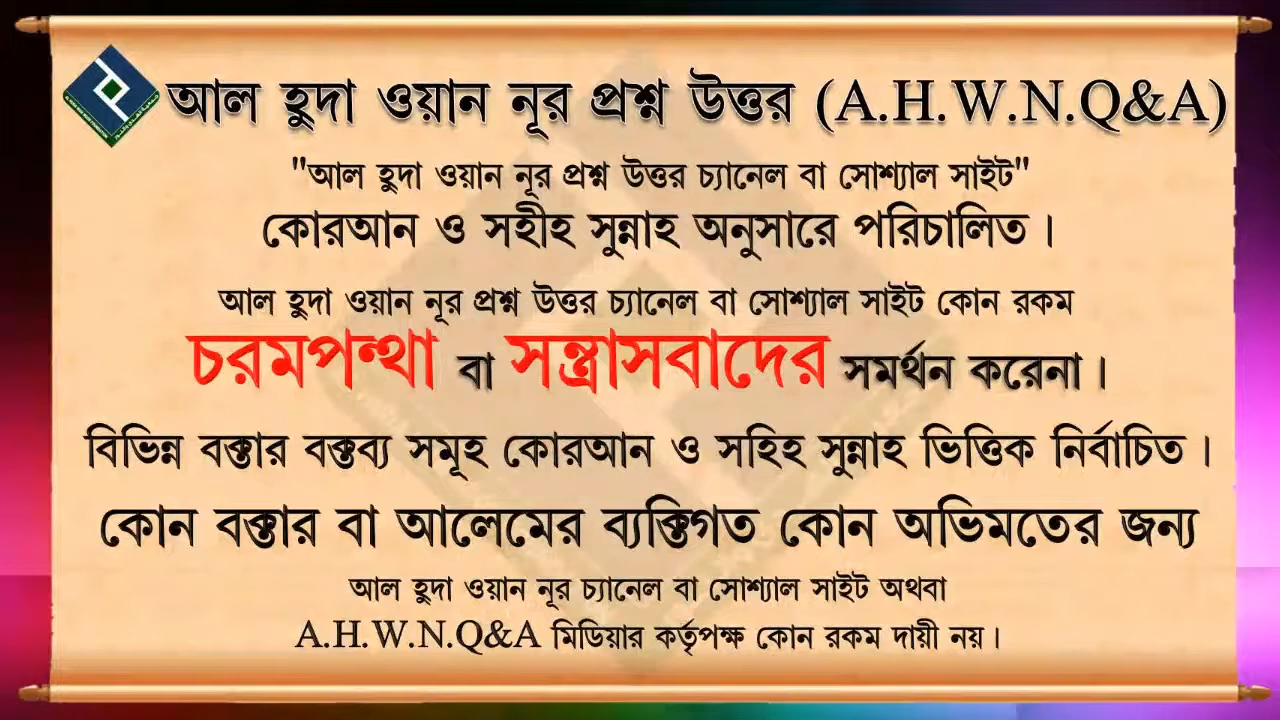 আল হুদা ওয়ান নূর প্রশ্ন উত্তর (A.H.W.N.Q&A)
"আল হুদা ওয়ান নূর প্রশ্ন উত্তর চ্যানেল বা সোশ্যাল সাইট"
কোরআন ও সহীহ সুন্নাহ অনুসারে পরিচালিত।
আল হুদা ওয়ান নূর প্রশ্ন উত্তর চ্যানেল বা সোশ্যাল সাইট কোন রকম
চরমপন্থা বা সন্ত্রাসবাদের সমর্থন করেনা।
বিভিন্ন বক্তার বক্তব্য সমূহ কোরআন ও সহিহ সুন্নাহ ভিত্তিক নির্বাচিত।
কোন বক্তার বা আলেমের ব্যক্তিগত কোন অভিমতের জন্য
আল হুদা ওয়ান নূর চ্যানেল বা সোশ্যাল সাইট অথবা
A.H.W.N.Q&A মিডিয়ার কর্তৃপক্ষ কোন রকম দায়ী নয়।